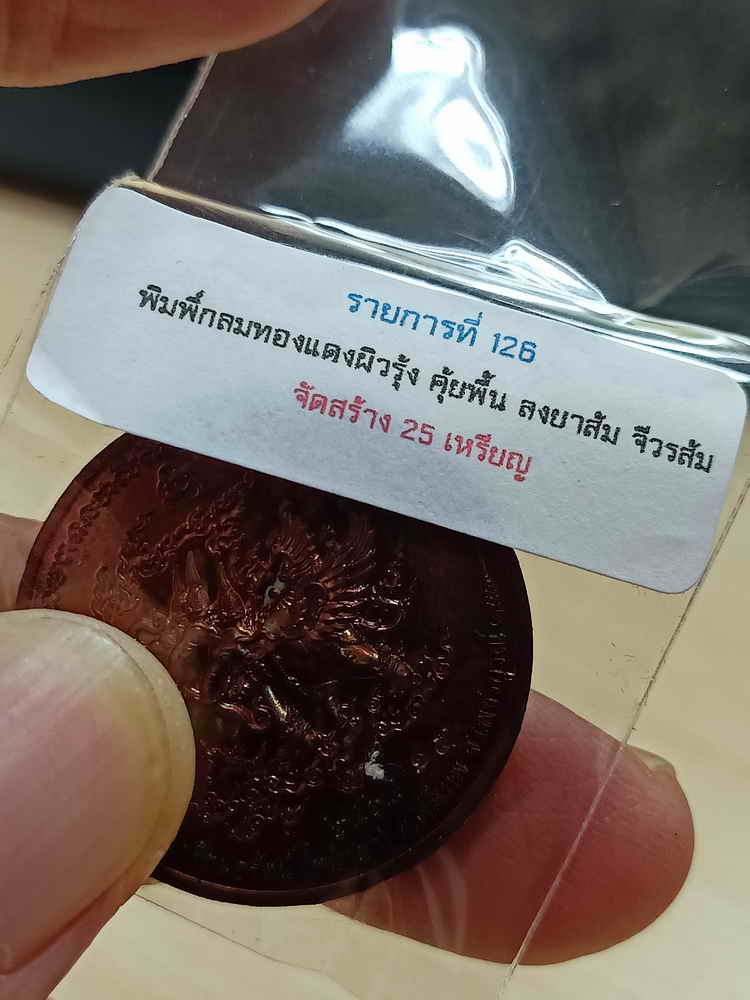 รายการที่ 126
พิมพ์กลมทองแดงผิวรุ้ง คุ้ยพื้น ลงยาส้ม จีวรส้ม
จัดสร้าง 25 เหรียญ